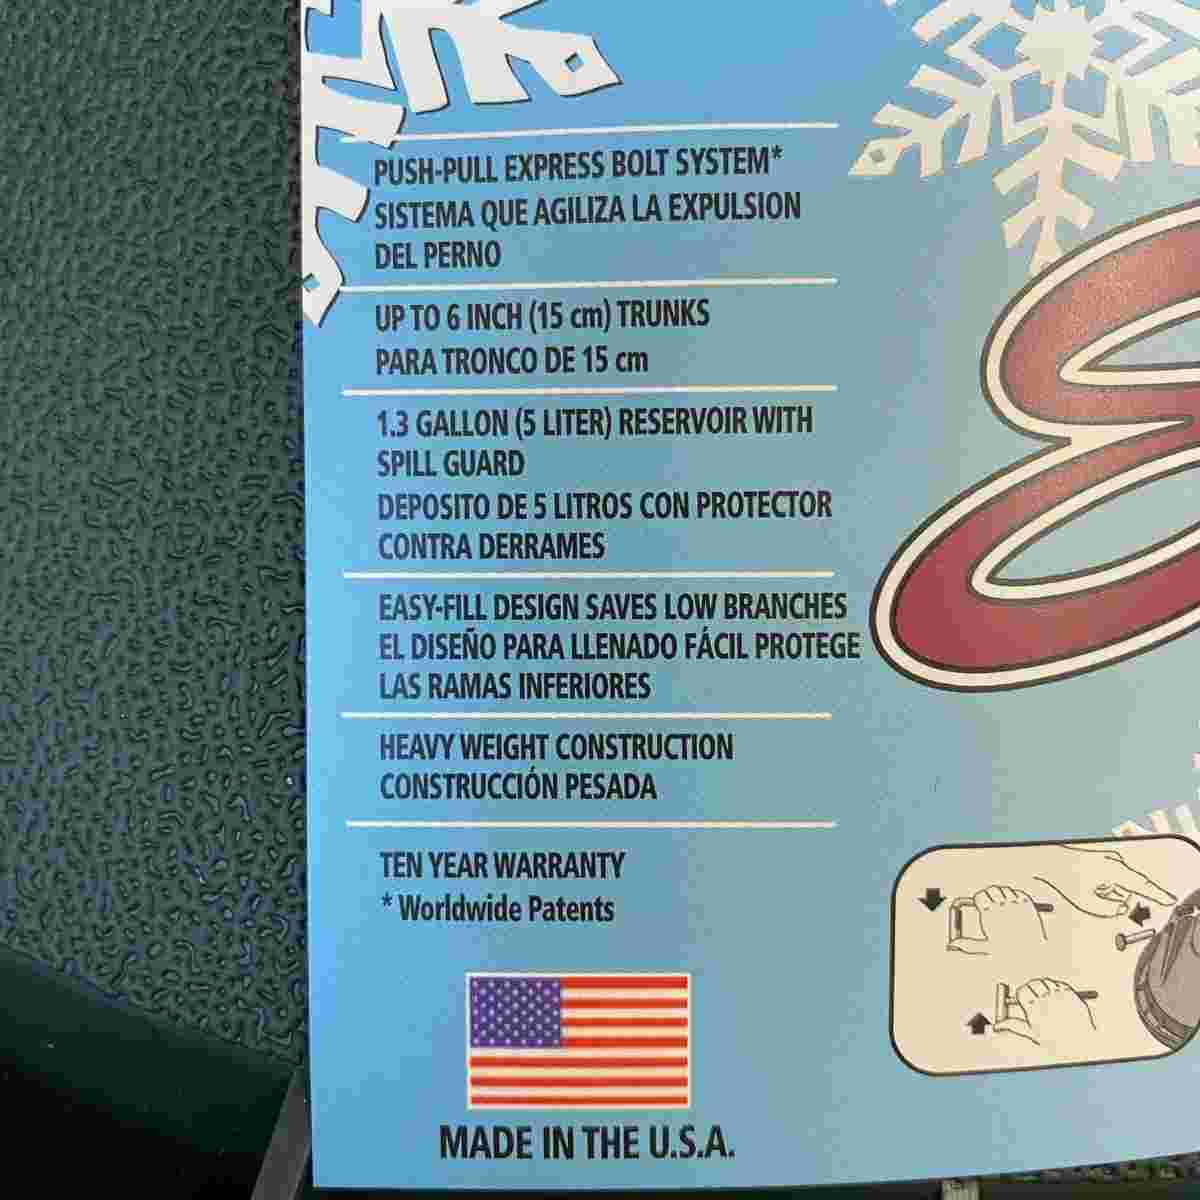 PUSH-PULL EXPRESS BOLT SYSTEM*
SISTEMA QUE AGILIZA LA EXPULSION
DEL PERNO
UP TO 6 INCH (15 cm) TRUNKS
PARA TRONCO DE 15 cm
1.3 GALLON (5 LITER) RESERVOIR WITH
SPILL GUARD
DEPOSITO DE 5 LITROS CON PROTECTOR
CONTRA DERRAMES
EASY-FILL DESIGN SAVES LOW BRANCHES
EL DISEÑO PARA LLENADO FÁCIL PROTEGE
LAS RAMAS INFERIORES
HEAVY WEIGHT CONSTRUCTION
CONSTRUCCIÓN PESADA
TEN YEAR WARRANTY
* Worldwide Patents
MADE IN THE U.S.A.